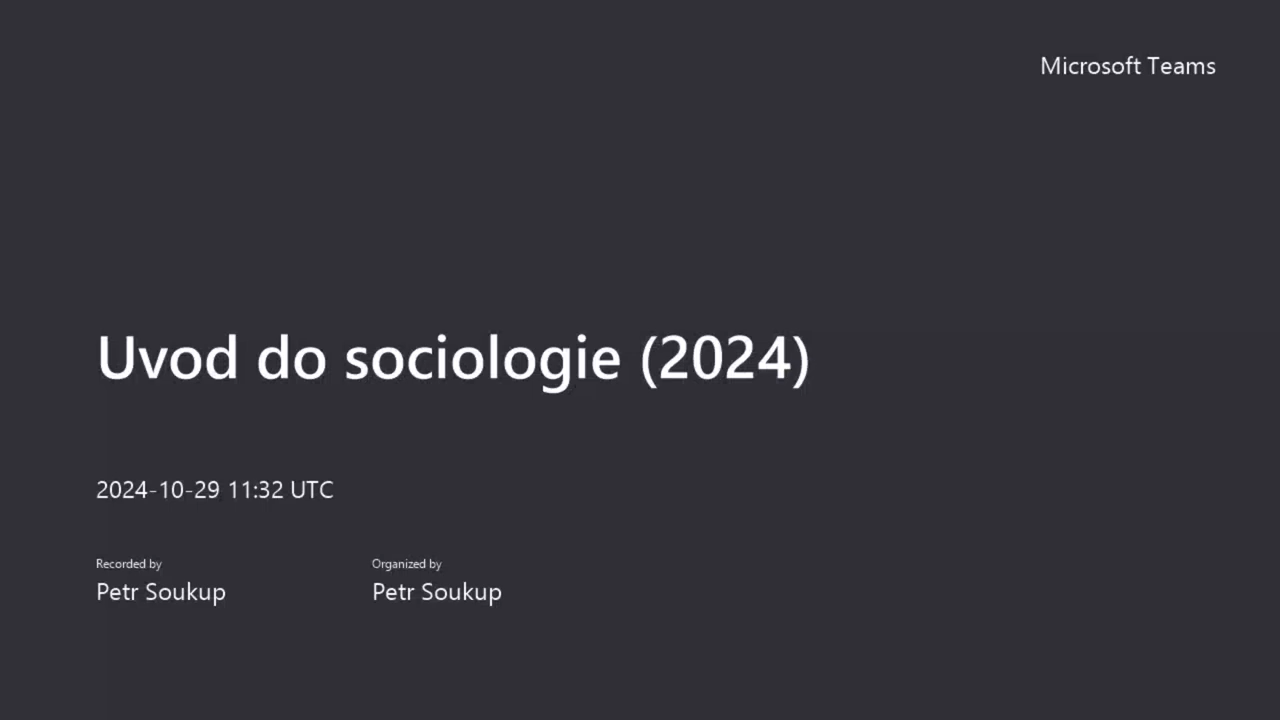 Microsoft Teams
Uvod do sociologie (2024)
2024-10-29 11:32 UTC
Recorded by
Petr Soukup
Organized by
Petr Soukup